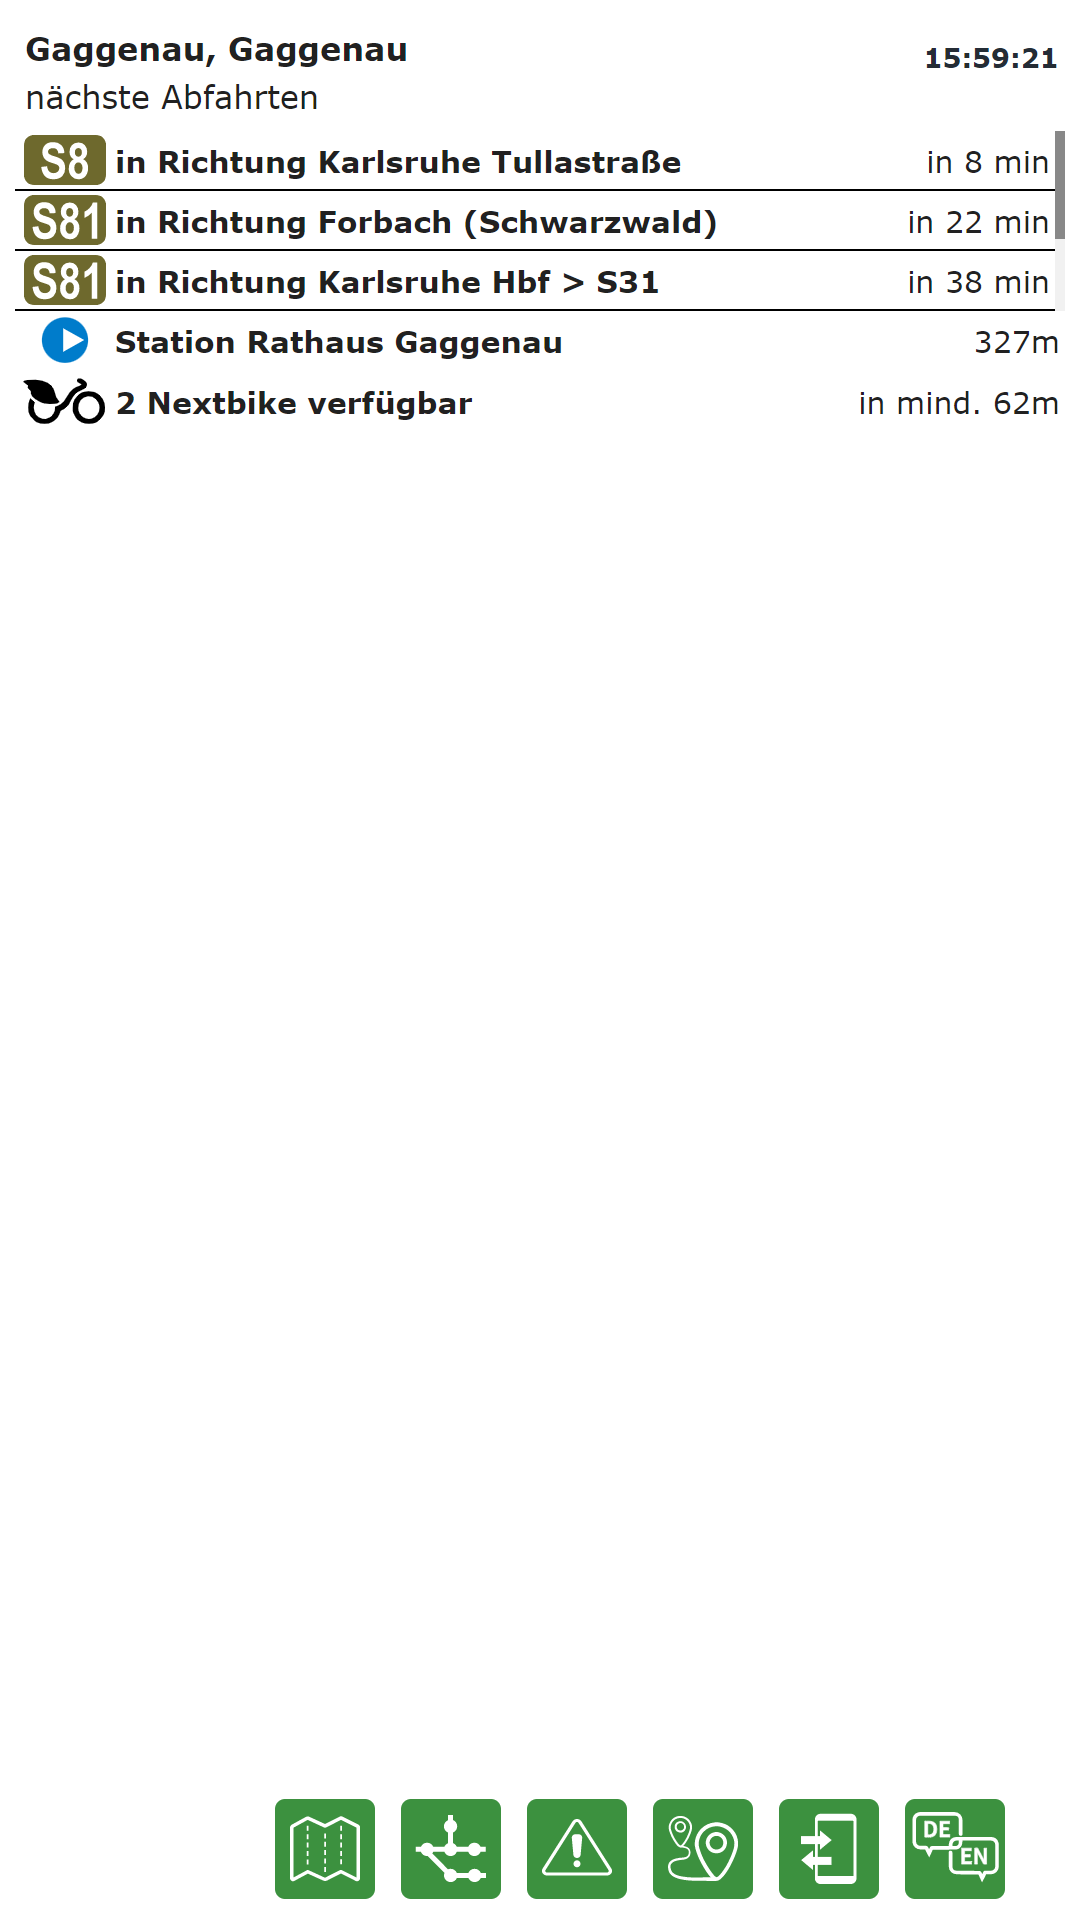 Gaggenau, Gaggenau
15:59:21
nächste Abfahrten
S8 in Richtung Karlsruhe Tullastraße in 8 min
S81 in Richtung Forbach (Schwarzwald) in 22 min
S81 in Richtung Karlsruhe Hbf > S31 in 38 min
Station Rathaus Gaggenau 327m
2 Nextbike verfügbar in mind. 62m
DE
EN